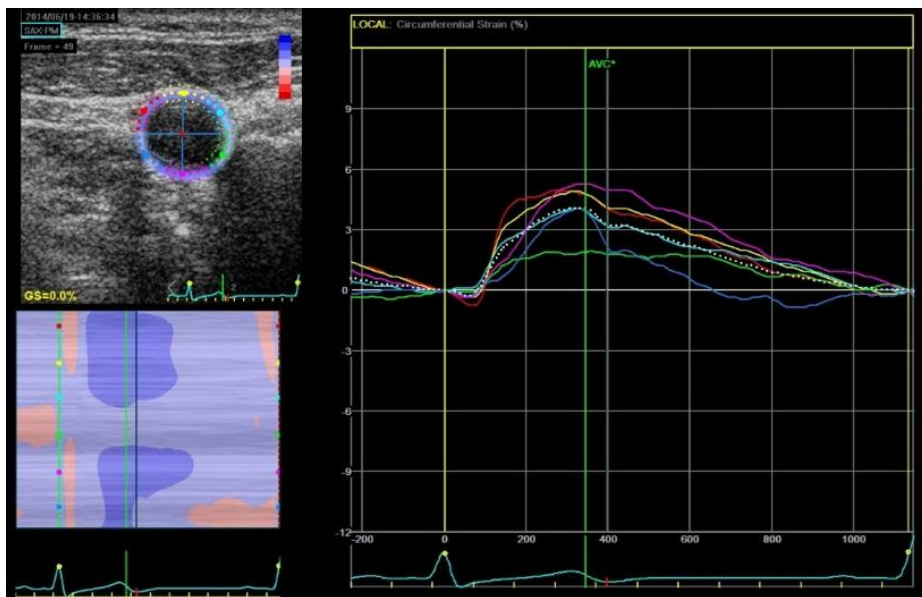 2014/06/19-14:36:34
SAX-PM
Frame = 49
GS=0.0%
2
LOCAL: Circumferential Strain (%)
AVC*
9
6
3
0
-3
-6
-9
-12
-200 0 200 400 600 800 1000